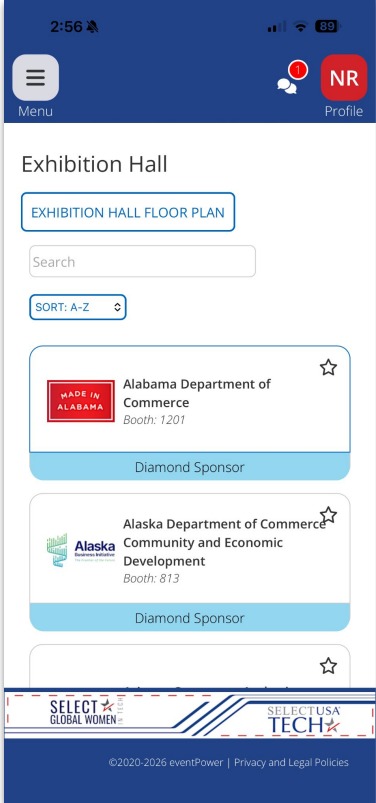 2:56
89
1
NR
Menu
Profile
Exhibition Hall
EXHIBITION HALL FLOOR PLAN
Search
SORT: A-Z
MADE IN
ALABAMA
Alabama Department of
Commerce
Booth: 1201
Diamond Sponsor
Alaska
Business Initiative
Alaska Department of Commerce
Community and Economic
Development
Booth: 813
Diamond Sponsor
SELECT
GLOBAL WOMEN
IN TECH
SELECTUSA
TECH
©2020-2026 eventPower | Privacy and Legal Policies